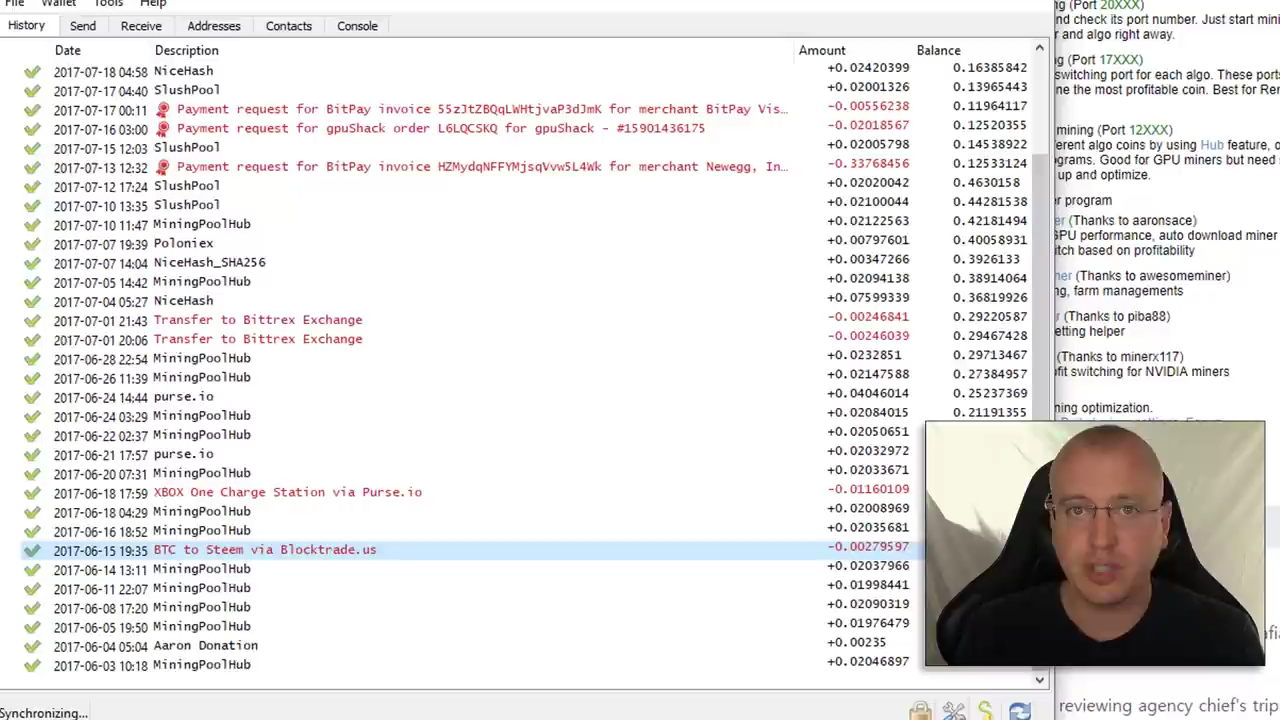 File Wallet Tools Help
History Send Receive Addresses Contacts Console
Date Description Amount Balance
2017-07-18 04:58 NiceHash +0.02420399 0.16385842
2017-07-17 04:40 SlushPool +0.02001326 0.13965443
2017-07-17 00:11 Payment request for BitPay invoice 55zJtZBQqLWHtjvaP3dJmK for merchant BitPay Vis… -0.00556238 0.11964117
2017-07-16 03:00 Payment request for gpuShack order L6LQCSKQ for gpuShack - #15901436175 -0.02018567 0.12520355
2017-07-15 12:03 SlushPool +0.02005798 0.14538922
2017-07-13 12:32 Payment request for BitPay invoice HZMydqNFFYMjsqVvw5L4Wk for merchant Newegg, In… -0.33768456 0.12533124
2017-07-12 17:24 SlushPool +0.02020042 0.4630158
2017-07-10 13:35 SlushPool +0.02100044 0.44281538
2017-07-10 11:47 MiningPoolHub +0.02122563 0.42181494
2017-07-07 19:39 Poloniex +0.00797601 0.40058931
2017-07-07 14:04 NiceHash_SHA256 +0.00347266 0.3926133
2017-07-05 14:42 MiningPoolHub +0.02094138 0.38914064
2017-07-04 05:27 NiceHash +0.07599339 0.36819926
2017-07-01 21:43 Transfer to Bittrex Exchange -0.00246841 0.29220587
2017-07-01 20:06 Transfer to Bittrex Exchange -0.00246039 0.29467428
2017-06-28 22:54 MiningPoolHub +0.0232851 0.29713467
2017-06-26 11:39 MiningPoolHub +0.02147588 0.27384957
2017-06-24 14:44 purse.io +0.04046014 0.25237369
2017-06-24 03:29 MiningPoolHub +0.02084015 0.21191355
2017-06-22 02:37 MiningPoolHub +0.02050651
2017-06-21 17:57 purse.io +0.02032972
2017-06-20 07:31 MiningPoolHub +0.02033671
2017-06-18 17:59 XBOX One Charge Station via Purse.io -0.01160109
2017-06-18 04:29 MiningPoolHub +0.02008969
2017-06-16 18:52 MiningPoolHub +0.02035681
2017-06-15 19:35 BTC to Steem via Blocktrade.us -0.00279597
2017-06-14 13:11 MiningPoolHub +0.02037966
2017-06-11 22:07 MiningPoolHub +0.01998441
2017-06-08 17:20 MiningPoolHub +0.02090319
2017-06-05 19:50 MiningPoolHub +0.01976479
2017-06-04 05:04 Aaron Donation +0.00235
2017-06-03 10:18 MiningPoolHub +0.02046897
Synchronizing...
(Port 20XXX)
and check its port number. Just start mini
and algo right away.
(Port 17XXX)
switching port for each algo. These ports
the most profitable coin. Best for Ren
mining (Port 12XXX)
different algo coins by using Hub feature, o
Good for GPU miners but need s
up and optimize.
program
(Thanks to aaronsace)
GPU performance, auto download miner
based on profitability
(Thanks to awesomeminer)
farm managements
(Thanks to piba88)
helper
(Thanks to minerx117)
switching for NVIDIA miners
optimization.
reviewing agency chief's trip